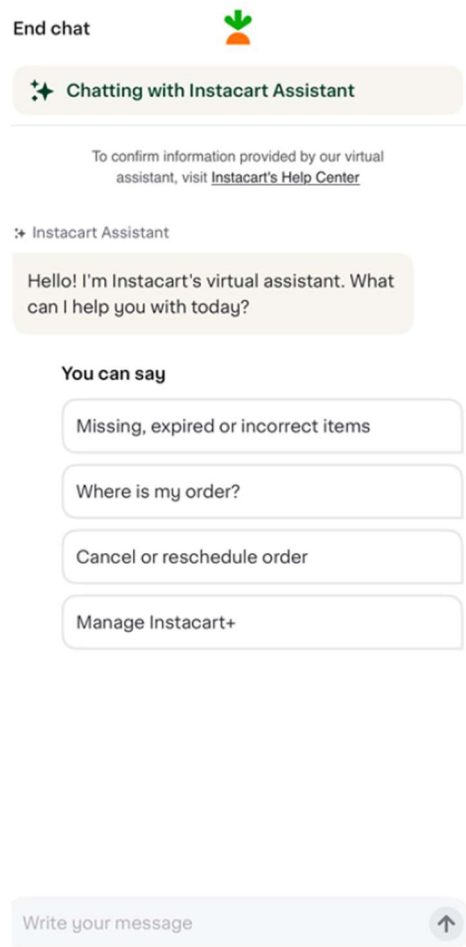 End chat
Chatting with Instacart Assistant
To confirm information provided by our virtual
assistant, visit Instacart's Help Center
Instacart Assistant
Hello! I'm Instacart's virtual assistant. What
can I help you with today?
You can say
Missing, expired or incorrect items
Where is my order?
Cancel or reschedule order
Manage Instacart+
Write your message